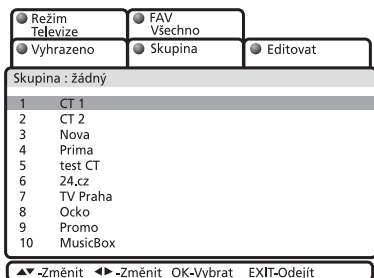 Režim Televize
FAV Všechno
Vyhrazeno
Skupina
Editovat
Skupina : žádný
1 CT 1
2 CT 2
3 Nova
4 Prima
5 test CT
6 24.cz
7 TV Praha
8 Ocko
9 Promo
10 MusicBox
▲▼ -Změnit ◀▶ -Změnit OK-Vybrat EXIT-Odejít